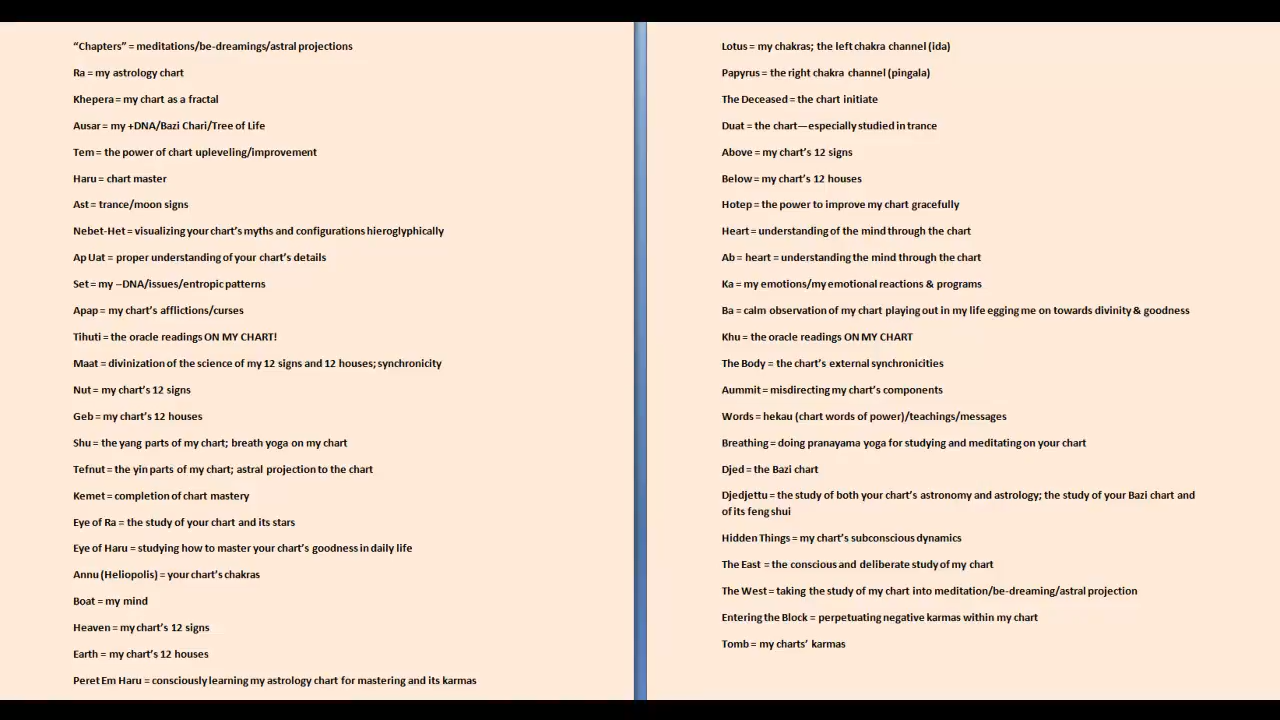 “Chapters” = meditations/be-dreamings/astral projections
Ra = my astrology chart
Khepera = my chart as a fractal
Ausar = my +DNA/Bazi Chari/Tree of Life
Tem = the power of chart upleveling/improvement
Haru = chart master
Ast = trance/moon signs
Nebet-Het = visualizing your chart’s myths and configurations hieroglyphically
Ap Uat = proper understanding of your chart’s details
Set = my –DNA/issues/entropic patterns
Apap = my chart’s afflictions/curses
Tihuti = the oracle readings ON MY CHART!
Maat = divinization of the science of my 12 signs and 12 houses; synchronicity
Nut = my chart’s 12 signs
Geb = my chart’s 12 houses
Shu = the yang parts of my chart; breath yoga on my chart
Tefnut = the yin parts of my chart; astral projection to the chart
Kemet = completion of chart mastery
Eye of Ra = the study of your chart and its stars
Eye of Haru = studying how to master your chart’s goodness in daily life
Annu (Heliopolis) = your chart’s chakras
Boat = my mind
Heaven = my chart’s 12 signs
Earth = my chart’s 12 houses
Peret Em Haru = consciously learning my astrology chart for mastering and its karmas
Lotus = my chakras; the left chakra channel (ida)
Papyrus = the right chakra channel (pingala)
The Deceased = the chart initiate
Duat = the chart—especially studied in trance
Above = my chart’s 12 signs
Below = my chart’s 12 houses
Hotep = the power to improve my chart gracefully
Heart = understanding of the mind through the chart
Ab = heart = understanding the mind through the chart
Ka = my emotions/my emotional reactions & programs
Ba = calm observation of my chart playing out in my life egging me on towards divinity & goodness
Khu = the oracle readings ON MY CHART
The Body = the chart’s external synchronicities
Aummit = misdirecting my chart’s components
Words = hekau (chart words of power)/teachings/messages
Breathing = doing pranayama yoga for studying and meditating on your chart
Djed = the Bazi chart
Djedjettu = the study of both your chart’s astronomy and astrology; the study of your Bazi chart and
of its feng shui
Hidden Things = my chart’s subconscious dynamics
The East = the conscious and deliberate study of my chart
The West = taking the study of my chart into meditation/be-dreaming/astral projection
Entering the Block = perpetuating negative karmas within my chart
Tomb = my charts’ karmas